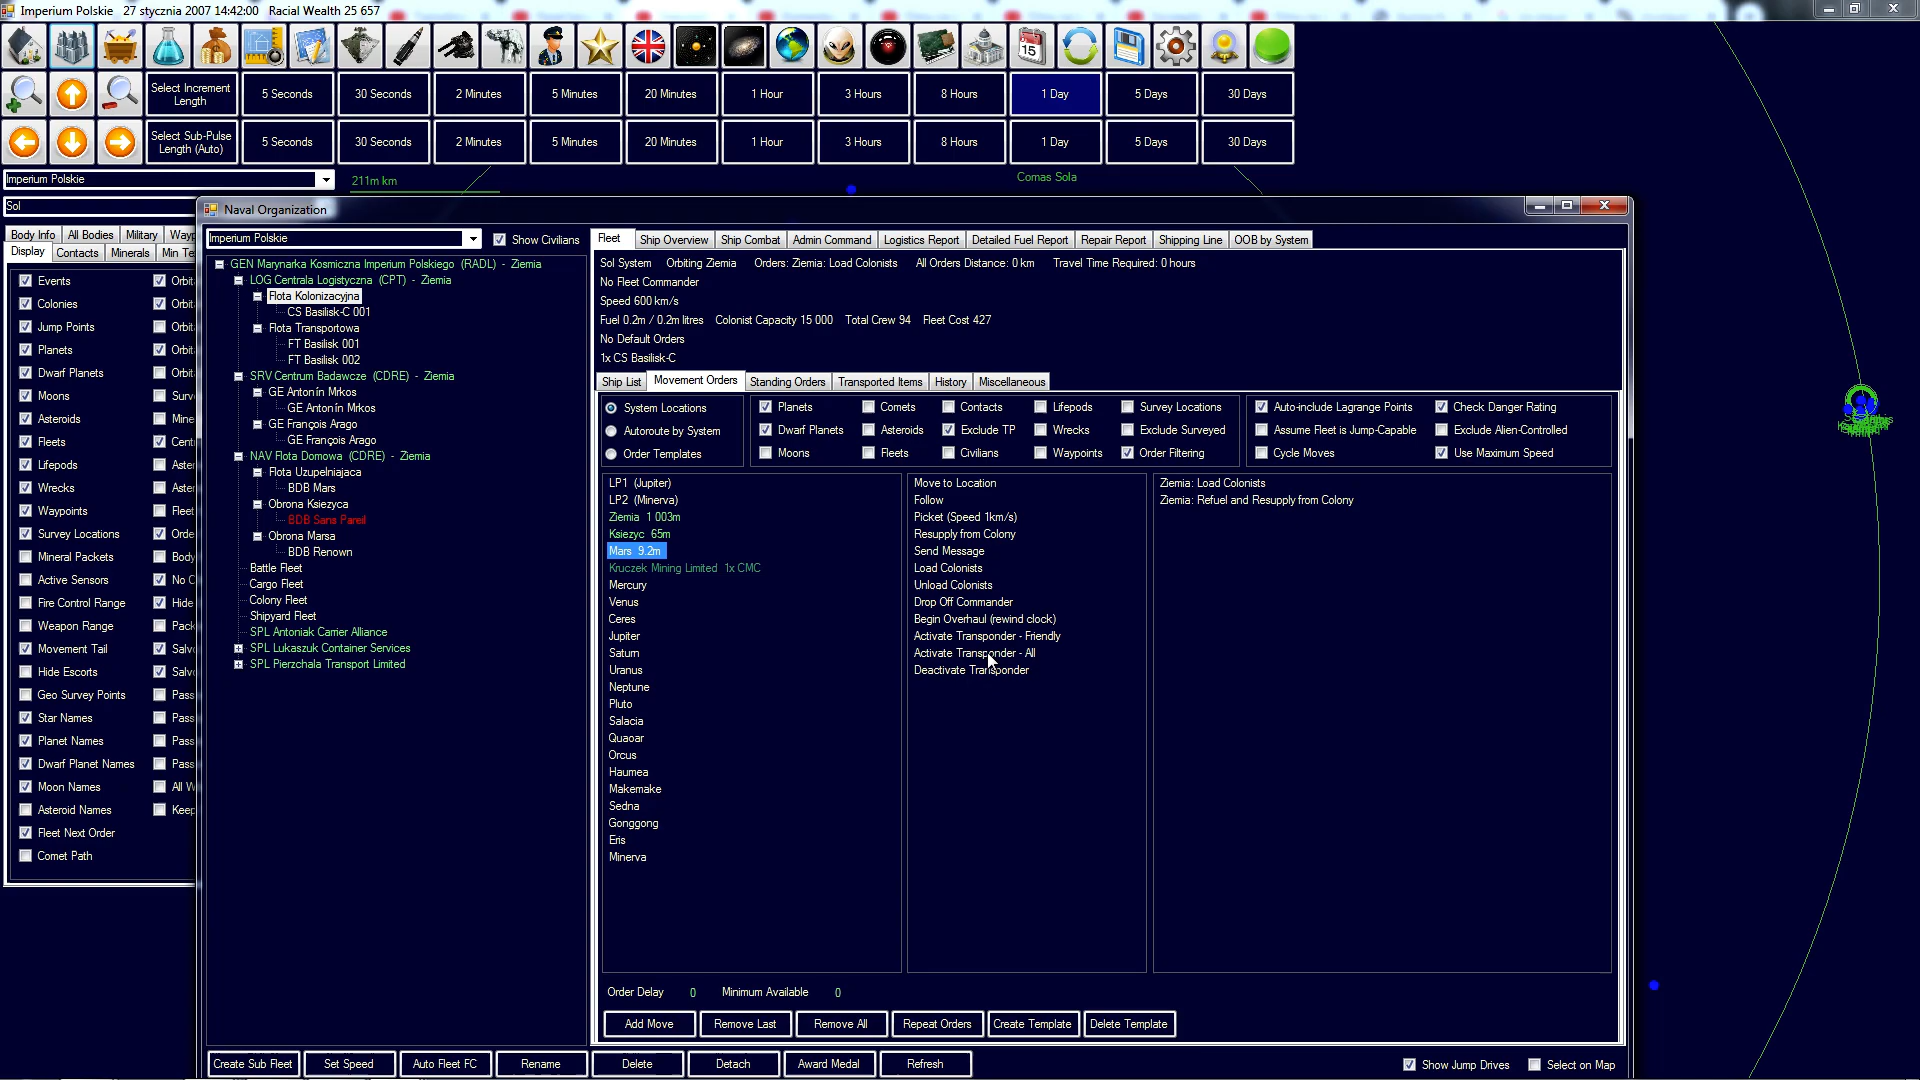 Imperium Polskie 27 stycznia 2007 14:42:00 Racial Wealth 25 657
15
Select Increment Length
5 Seconds
30 Seconds
2 Minutes
5 Minutes
20 Minutes
1 Hour
3 Hours
8 Hours
1 Day
5 Days
30 Days
Select Sub-Pulse Length (Auto)
5 Seconds
30 Seconds
2 Minutes
5 Minutes
20 Minutes
1 Hour
3 Hours
8 Hours
1 Day
5 Days
30 Days
Imperium Polskie
211m km
Comas Sola
Sol
Body Info
All Bodies
Military
Wayp
Display
Contacts
Minerals
Min Te
Events
Colonies
Jump Points
Planets
Dwarf Planets
Moons
Asteroids
Fleets
Lifepods
Wrecks
Waypoints
Survey Locations
Mineral Packets
Active Sensors
Fire Control Range
Weapon Range
Movement Tail
Hide Escorts
Geo Survey Points
Star Names
Planet Names
Dwarf Planet Names
Moon Names
Asteroid Names
Fleet Next Order
Comet Path
Orbit
Orbit
Orbit
Orbit
Orbit
Surv
Mine
Cent
Aster
Aster
Fleet
Orde
Body
No C
Hide
Pack
Salvo
Salvo
Pass
Pass
Pass
Pass
All W
Keep
Naval Organization
Imperium Polskie
Show Civilians
GEN Marynarka Kosmiczna Imperium Polskiego (RADL) - Ziemia
LOG Centrala Logistyczna (CPT) - Ziemia
Flota Kolonizacyjna
CS Basilisk-C 001
Flota Transportowa
FT Basilisk 001
FT Basilisk 002
SRV Centrum Badawcze (CDRE) - Ziemia
GE Antonín Mrkos
GE Antonín Mrkos
GE François Arago
GE François Arago
NAV Flota Domowa (CDRE) - Ziemia
Flota Uzupelniajaca
BDB Mars
Obrona Ksiezyca
BDB Sans Pareil
Obrona Marsa
BDB Renown
Battle Fleet
Cargo Fleet
Colony Fleet
Shipyard Fleet
SPL Antoniak Carrier Alliance
SPL Lukaszuk Container Services
SPL Pierzchala Transport Limited
Fleet
Ship Overview
Ship Combat
Admin Command
Logistics Report
Detailed Fuel Report
Repair Report
Shipping Line
OOB by System
Sol System Orbiting Ziemia Orders: Ziemia: Load Colonists All Orders Distance: 0 km Travel Time Required: 0 hours
No Fleet Commander
Speed 600 km/s
Fuel 0.2m / 0.2m litres Colonist Capacity 15 000 Total Crew 94 Fleet Cost 427
No Default Orders
1x CS Basilisk-C
Ship List
Movement Orders
Standing Orders
Transported Items
History
Miscellaneous
System Locations
Autoroute by System
Order Templates
Planets
Comets
Contacts
Lifepods
Survey Locations
Dwarf Planets
Asteroids
Exclude TP
Wrecks
Exclude Surveyed
Moons
Fleets
Civilians
Waypoints
Order Filtering
Auto-include Lagrange Points
Check Danger Rating
Assume Fleet is Jump-Capable
Exclude Alien-Controlled
Cycle Moves
Use Maximum Speed
LP1 (Jupiter)
LP2 (Minerva)
Ziemia 1 003m
Ksiezyc 65m
Mars 9.2m
Kruczek Mining Limited 1x CMC
Mercury
Venus
Ceres
Jupiter
Saturn
Uranus
Neptune
Pluto
Salacia
Quaoar
Orcus
Haumea
Makemake
Sedna
Gonggong
Eris
Minerva
Move to Location
Follow
Picket (Speed 1km/s)
Resupply from Colony
Send Message
Load Colonists
Unload Colonists
Drop Off Commander
Begin Overhaul (rewind clock)
Activate Transponder - Friendly
Activate Transponder - All
Deactivate Transponder
Ziemia: Load Colonists
Ziemia: Refuel and Resupply from Colony
Order Delay 0 Minimum Available 0
Add Move
Remove Last
Remove All
Repeat Orders
Create Template
Delete Template
Create Sub Fleet
Set Speed
Auto Fleet FC
Rename
Delete
Detach
Award Medal
Refresh
Show Jump Drives
Select on Map